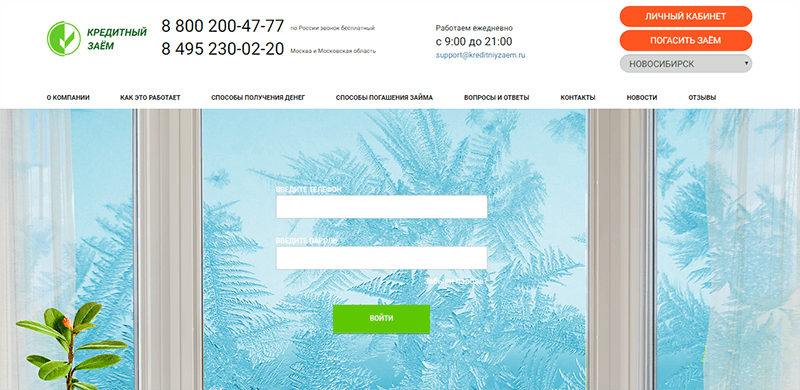 КРЕДИТНЫЙ
ЗАЁМ
8 800 200-47-77 по России звонок бесплатный
8 495 230-02-20 Москва и Московская область
Работаем ежедневно
с 9:00 до 21:00
support@kreditniyzaem.ru
ЛИЧНЫЙ КАБИНЕТ
ПОГАСИТЬ ЗАЁМ
НОВОСИБИРСК
О КОМПАНИИ КАК ЭТО РАБОТАЕТ СПОСОБЫ ПОЛУЧЕНИЯ ДЕНЕГ СПОСОБЫ ПОГАШЕНИЯ ЗАЙМА ВОПРОСЫ И ОТВЕТЫ КОНТАКТЫ НОВОСТИ ОТЗЫВЫ
ВВЕДИТЕ ТЕЛЕФОН
ВВЕДИТЕ ПАРОЛЬ
ВОЙТИ